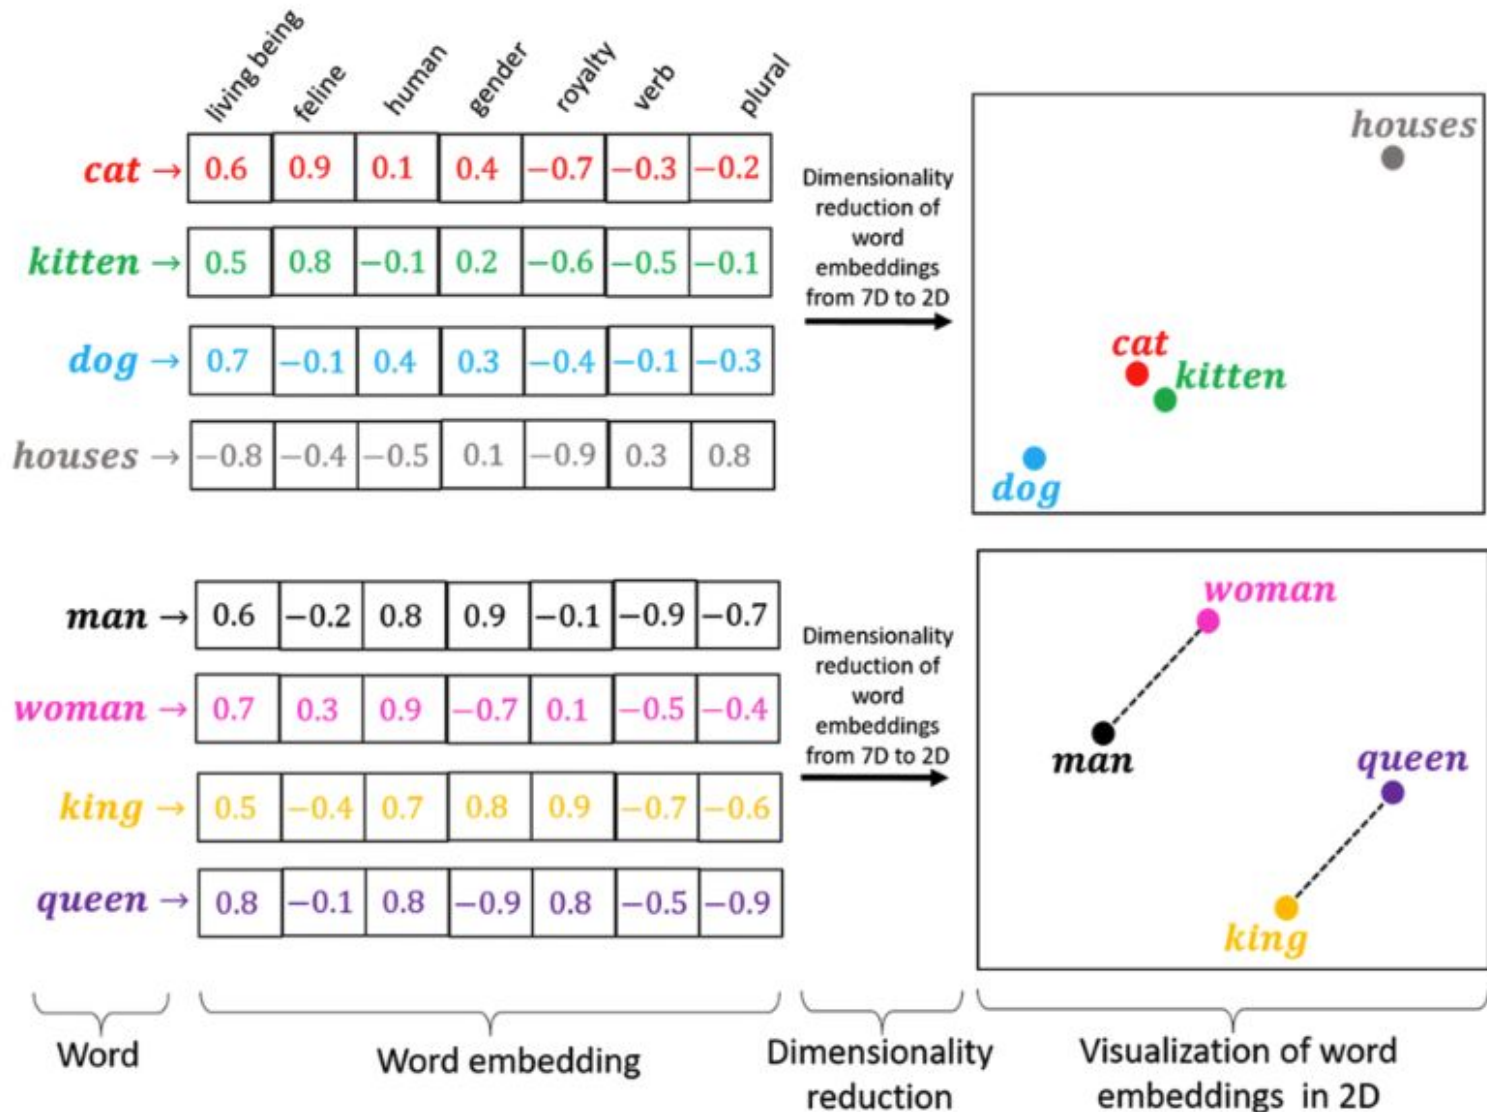 living being feline human gender royalty verb plural
cat → 0.6 0.9 0.1 0.4 −0.7 −0.3 −0.2
kitten → 0.5 0.8 −0.1 0.2 −0.6 −0.5 −0.1
dog → 0.7 −0.1 0.4 0.3 −0.4 −0.1 −0.3
houses → −0.8 −0.4 −0.5 0.1 −0.9 0.3 0.8
Dimensionality
reduction of
word
embeddings
from 7D to 2D
houses
cat
kitten
dog
man → 0.6 −0.2 0.8 0.9 −0.1 −0.9 −0.7
woman → 0.7 0.3 0.9 −0.7 0.1 −0.5 −0.4
king → 0.5 −0.4 0.7 0.8 0.9 −0.7 −0.6
queen → 0.8 −0.1 0.8 −0.9 0.8 −0.5 −0.9
Dimensionality
reduction of
word
embeddings
from 7D to 2D
woman
man
queen
king
Word
Word embedding
Dimensionality
reduction
Visualization of word
embeddings in 2D